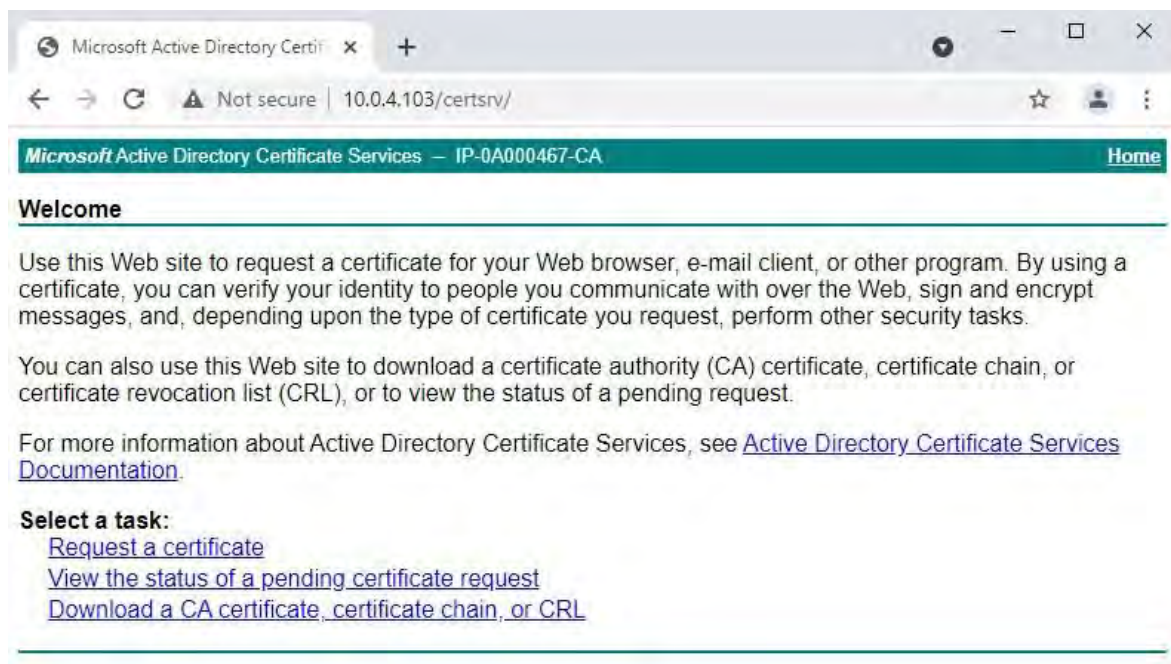 Microsoft Active Directory Certif
Not secure | 10.0.4.103/certsrv/
Microsoft Active Directory Certificate Services – IP-0A000467-CA Home
Welcome
Use this Web site to request a certificate for your Web browser, e-mail client, or other program. By using a
certificate, you can verify your identity to people you communicate with over the Web, sign and encrypt
messages, and, depending upon the type of certificate you request, perform other security tasks.
You can also use this Web site to download a certificate authority (CA) certificate, certificate chain, or
certificate revocation list (CRL), or to view the status of a pending request.
For more information about Active Directory Certificate Services, see Active Directory Certificate Services
Documentation.
Select a task:
Request a certificate
View the status of a pending certificate request
Download a CA certificate, certificate chain, or CRL